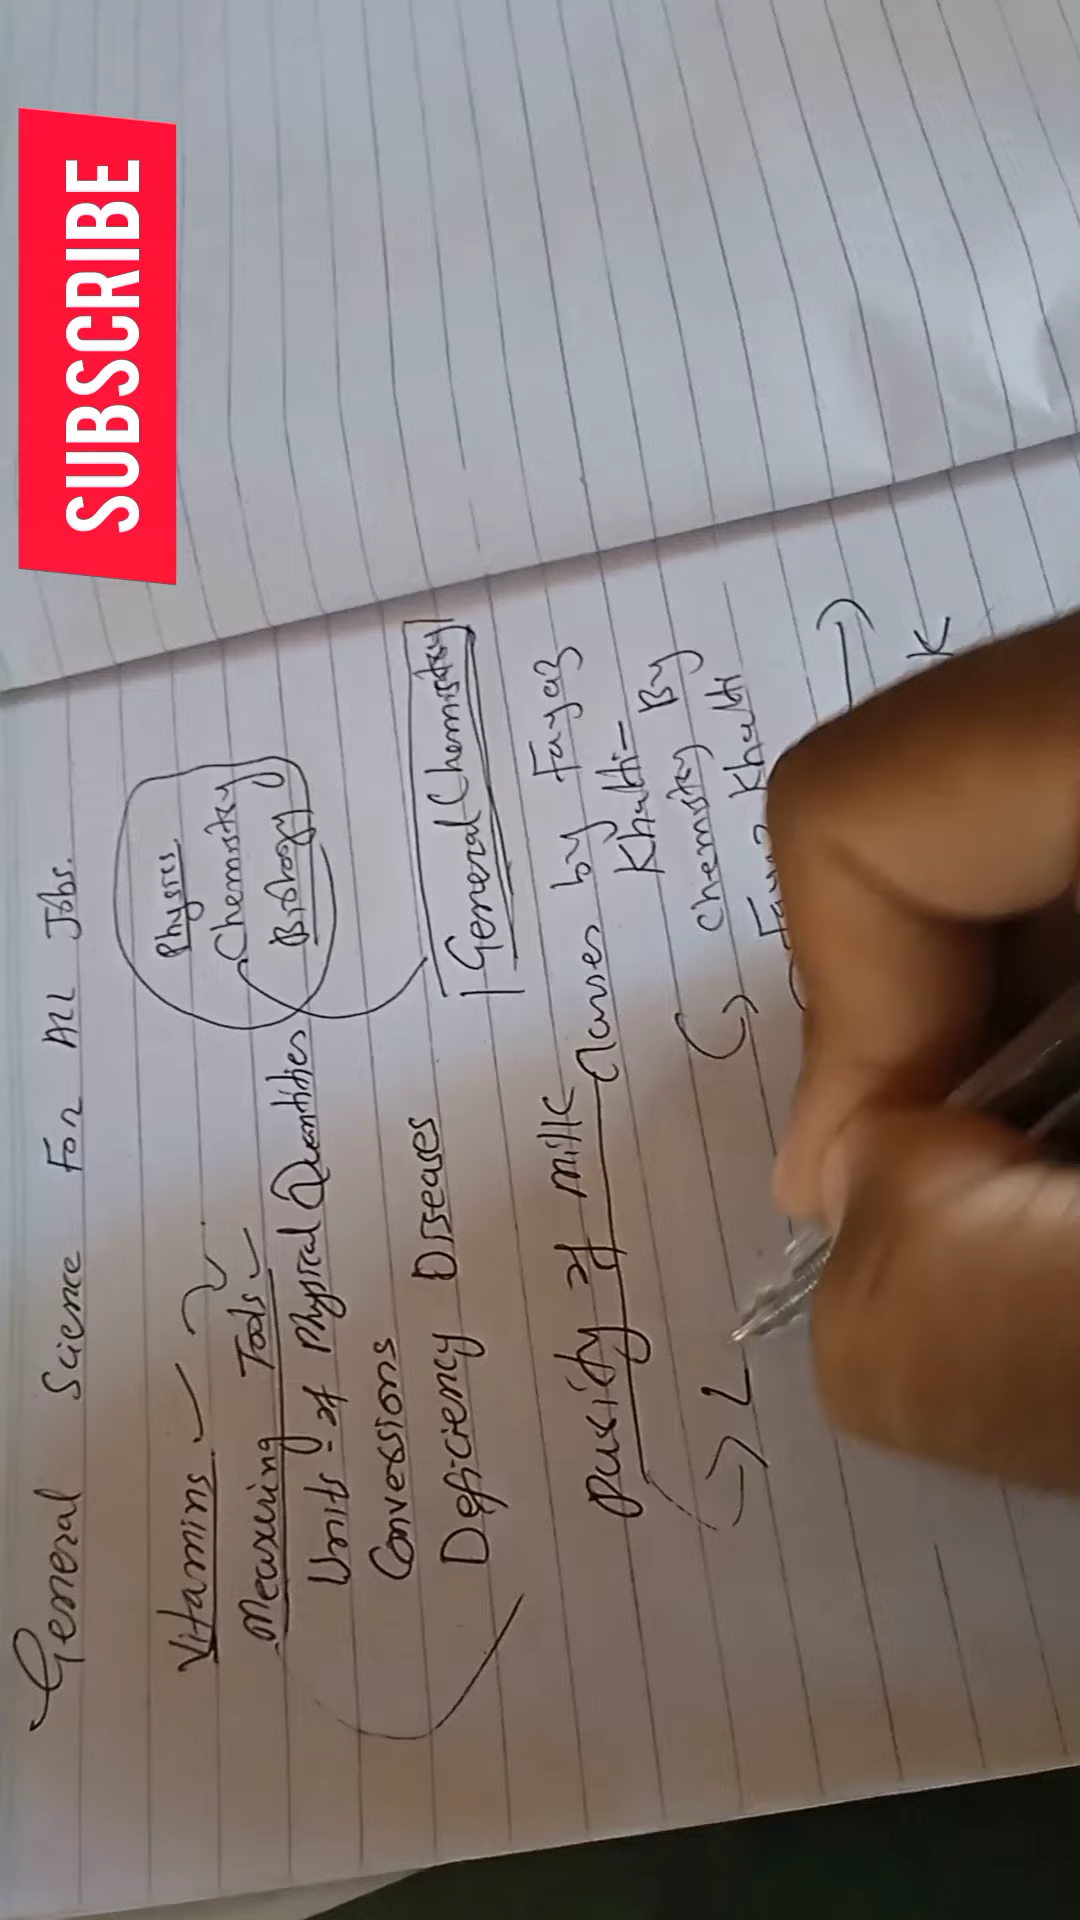 SUBSCRIBE
General Science For All Jobs.
Physics
Chemistry
Biology
Vitamins
Measuring Tools
Units of Physical Quantities
Conversions
Deficiency Diseases
General Chemistry
purity of milk
Classes by Fayaz
Khatti
Chemistry By
Khatti
L
K